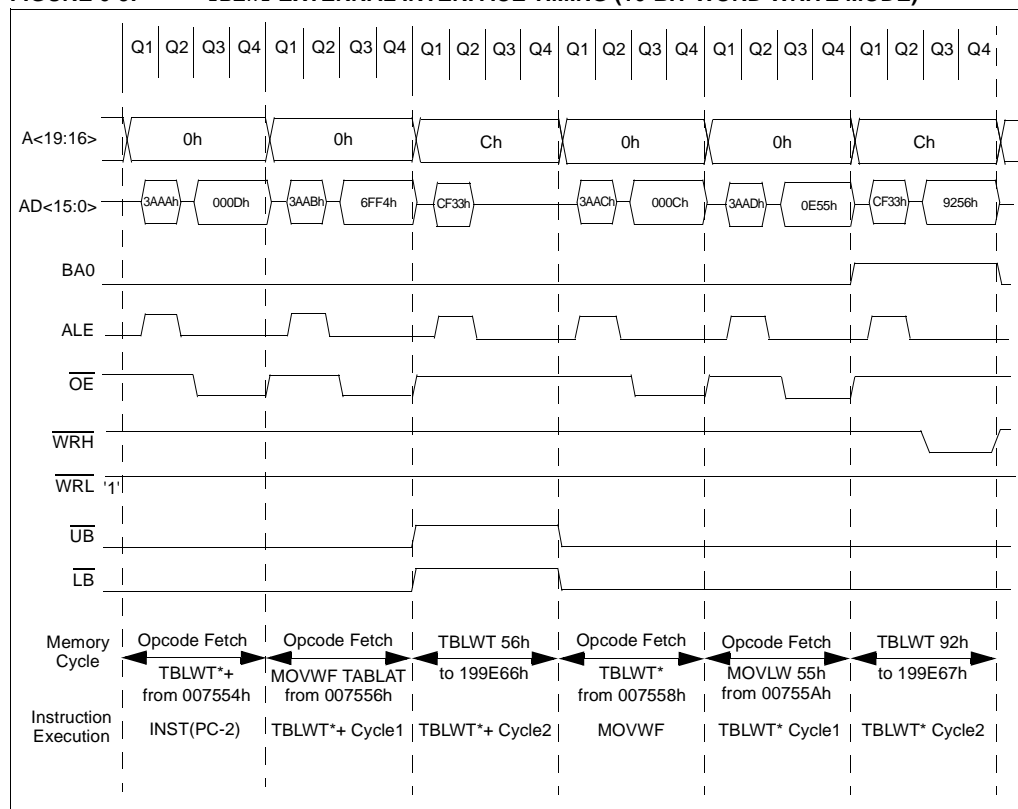 EXTERNAL INTERFACE TIMING (16-BIT WORD WRITE MODE)
Q1 Q2 Q3 Q4 Q1 Q2 Q3 Q4 Q1 Q2 Q3 Q4 Q1 Q2 Q3 Q4 Q1 Q2 Q3 Q4 Q1 Q2 Q3 Q4
A<19:16> 0h 0h Ch 0h 0h Ch
AD<15:0> 3AAAh 000Dh 3AABh 6FF4h CF33h 3AACh 000Ch 3AADh 0E55h CF33h 9256h
BA0
ALE
OE
WRH
WRL '1'
UB
LB
Memory Cycle
Opcode Fetch
TBLWT*+
from 007554h
Opcode Fetch
MOVWF TABLAT
from 007556h
TBLWT 56h
to 199E66h
Opcode Fetch
TBLWT*
from 007558h
Opcode Fetch
MOVLW 55h
from 00755Ah
TBLWT 92h
to 199E67h
Instruction Execution
INST(PC-2) TBLWT*+ Cycle1 TBLWT*+ Cycle2 MOVWF TBLWT* Cycle1 TBLWT* Cycle2